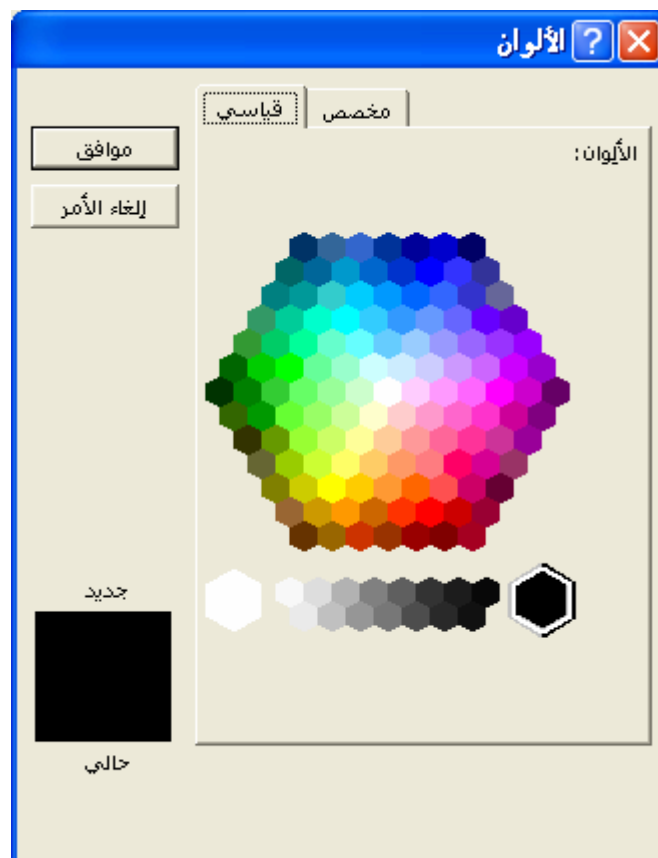 الألوان
قياسي
مخصص
الألوان:
موافق
إلغاء الأمر
جديد
حالي